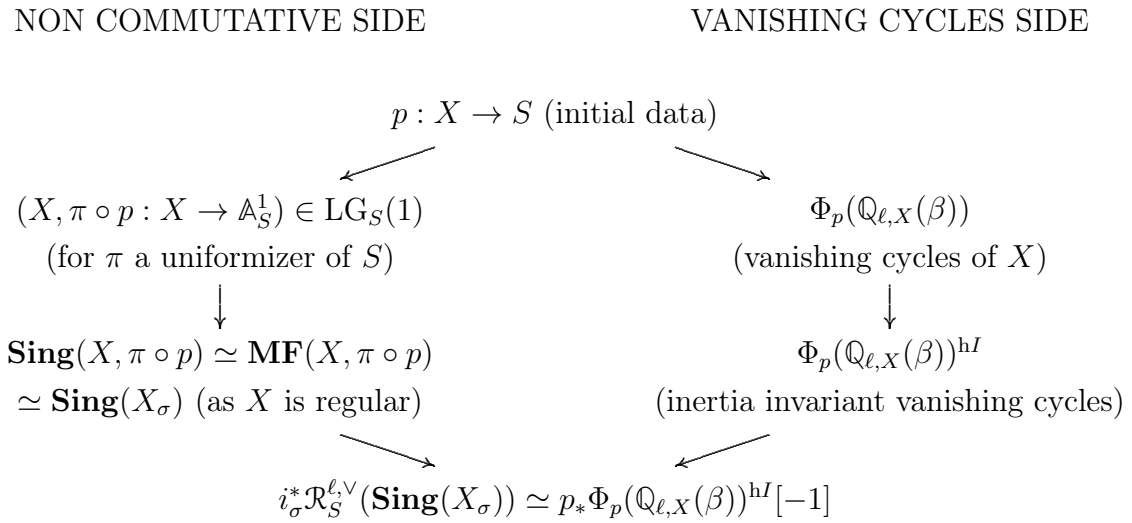 NON COMMUTATIVE SIDE VANISHING CYCLES SIDE
p : X → S (initial data)
(X, π ∘ p : X → 𝔸¹_S) ∈ LG_S(1) Φ_p(ℚ_{ℓ,X}(β))
(for π a uniformizer of S) (vanishing cycles of X)
𝐒𝐢𝐧𝐠(X, π ∘ p) ≃ 𝐌𝐅(X, π ∘ p) Φ_p(ℚ_{ℓ,X}(β))^{hI}
≃ 𝐒𝐢𝐧𝐠(X_σ) (as X is regular) (inertia invariant vanishing cycles)
i*_σ ℛ^{ℓ,∨}_S(𝐒𝐢𝐧𝐠(X_σ)) ≃ p_*Φ_p(ℚ_{ℓ,X}(β))^{hI}[−1]